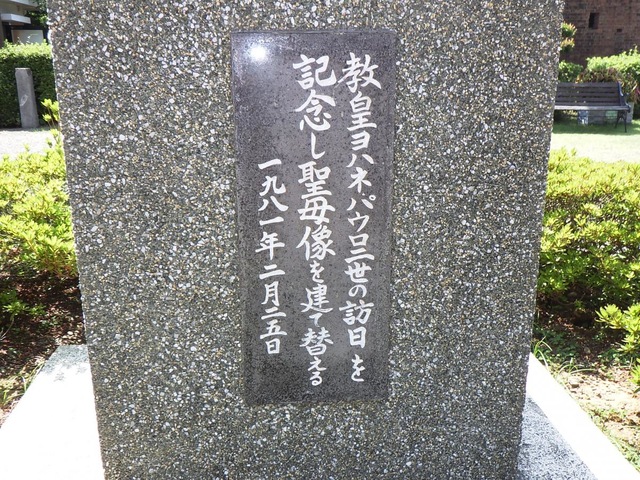 教皇ヨハネパウロ二世の訪日を
記念し聖母像を建て替える
一九八一年二月二五日